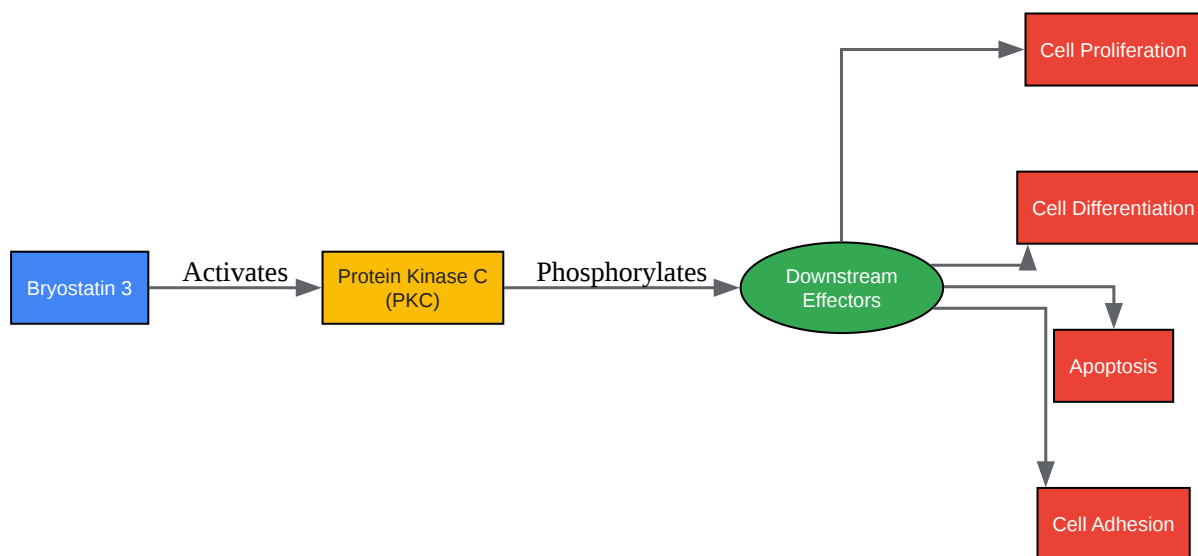 Bryostatin 3
Activates
Protein Kinase C
(PKC)
Phosphorylates
Downstream
Effectors
Cell Proliferation
Cell Differentiation
Apoptosis
Cell Adhesion